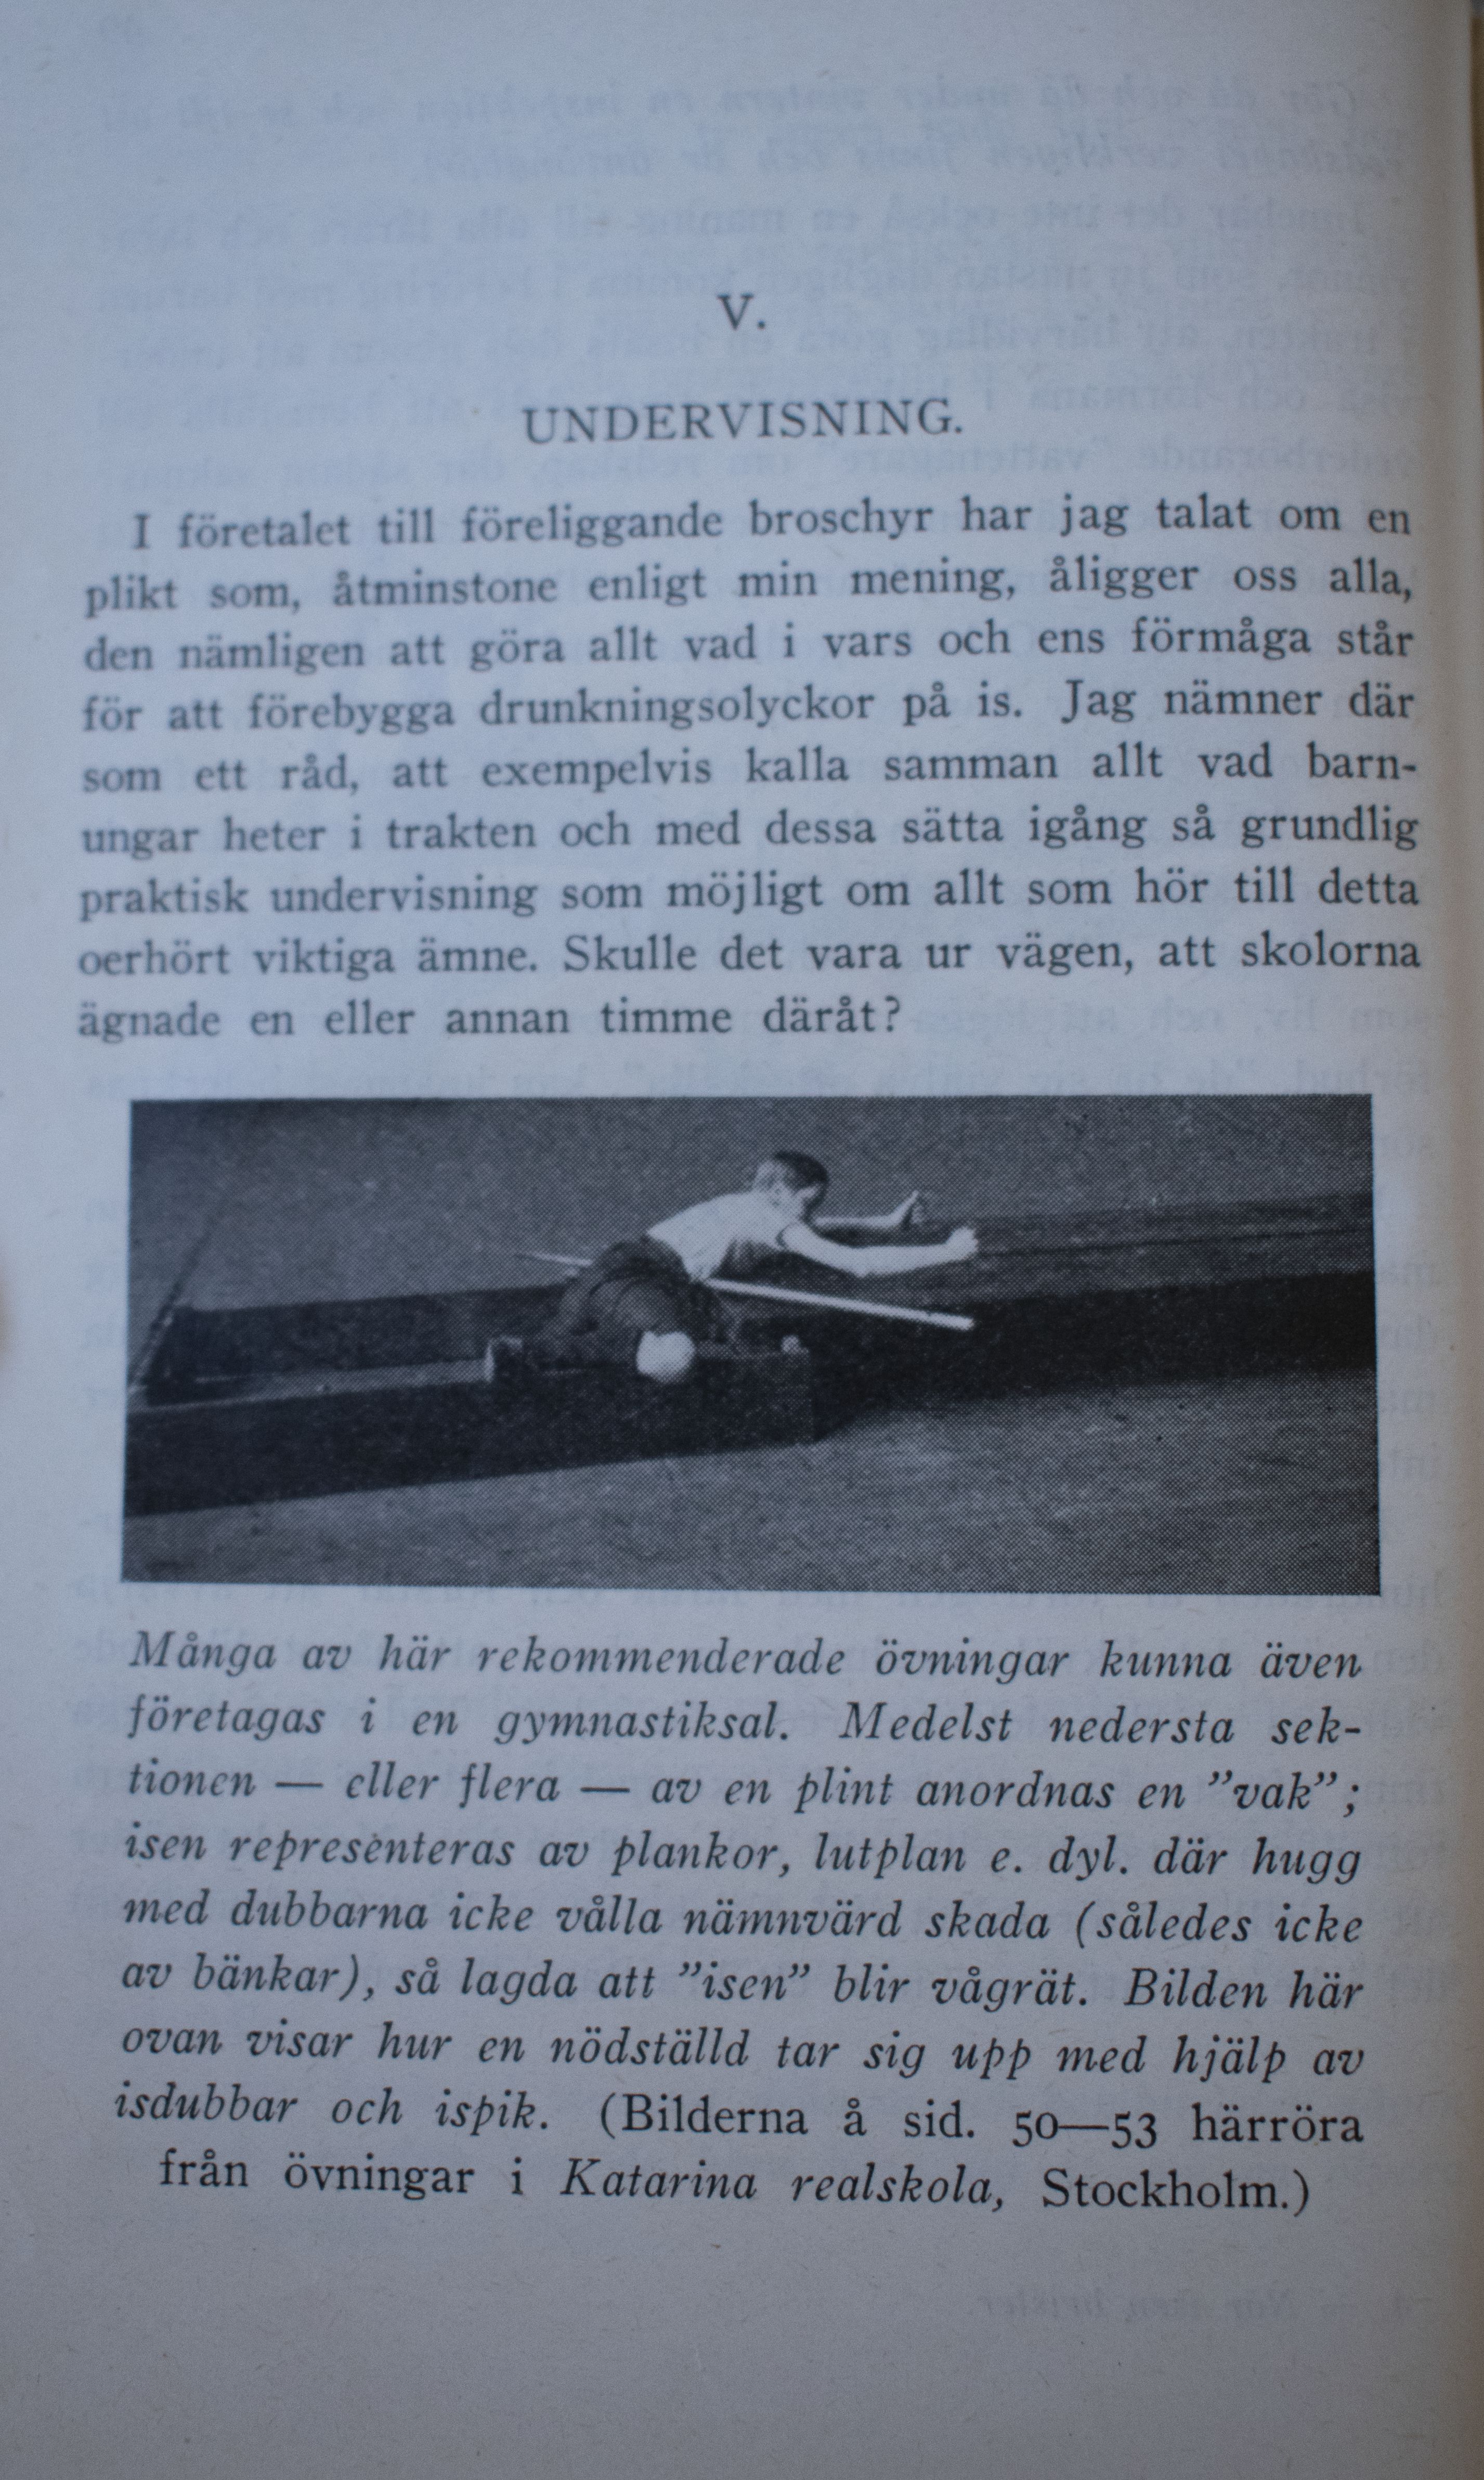 V.
UNDERVISNING.
I företalet till föreliggande broschyr har jag talat om en
plikt som, åtminstone enligt min mening, åligger oss alla,
den nämligen att göra allt vad i vars och ens förmåga står
för att förebygga drunkningsolyckor på is. Jag nämner där
som ett råd, att exempelvis kalla samman allt vad barn-
ungar heter i trakten och med dessa sätta igång så grundlig
praktisk undervisning som möjligt om allt som hör till detta
oerhört viktiga ämne. Skulle det vara ur vägen, att skolorna
ägnade en eller annan timme däråt?
Många av här rekommenderade övningar kunna även
företagas i en gymnastiksal. Medelst nedersta sek-
tionen — eller flera — av en plint anordnas en ”vak”;
isen representeras av plankor, lutplan e. dyl. där hugg
med dubbarna icke vålla nämnvärd skada (således icke
av bänkar), så lagda att ”isen” blir vågrät. Bilden här
ovan visar hur en nödställd tar sig upp med hjälp av
isdubbar och ispik. (Bilderna å sid. 50—53 härröra
från övningar i Katarina realskola, Stockholm.)